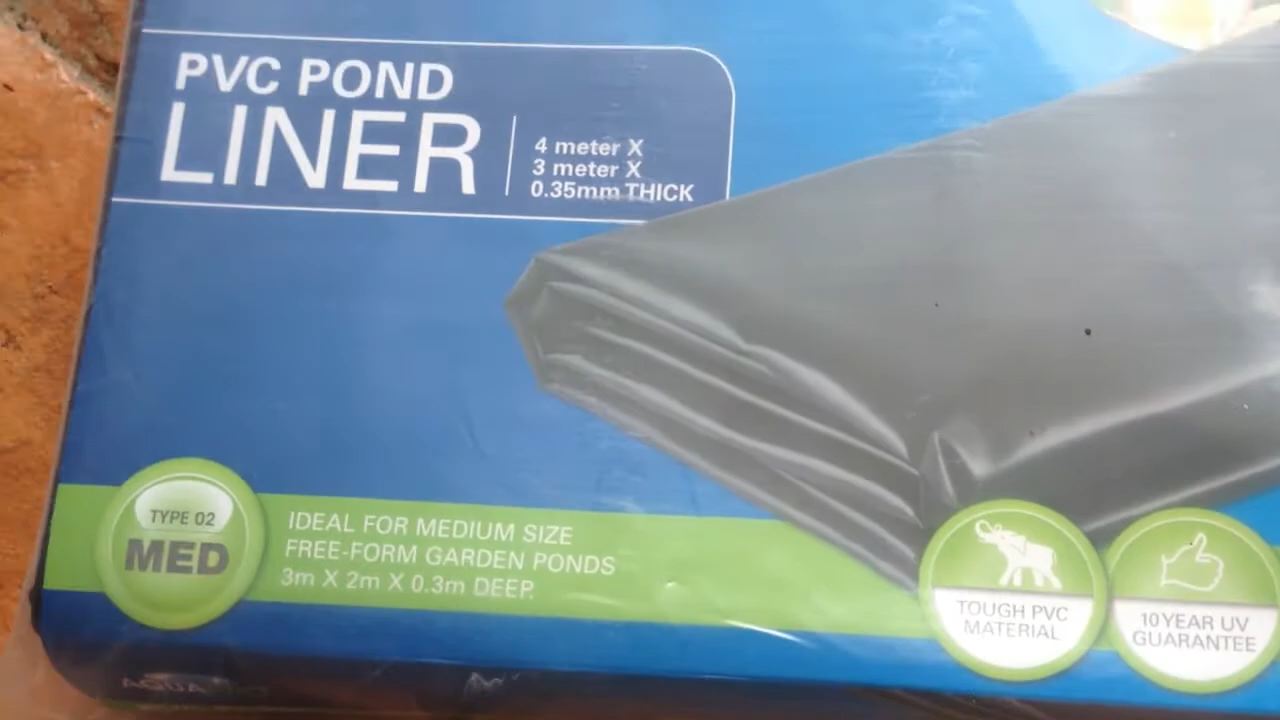 PVC POND
LINER
4 meter X
3 meter X
0.35mm THICK
TYPE 02
MED
IDEAL FOR MEDIUM SIZE
FREE-FORM GARDEN PONDS
3m X 2m X 0.3m DEEP.
TOUGH PVC
MATERIAL
10 YEAR UV
GUARANTEE
AQUA